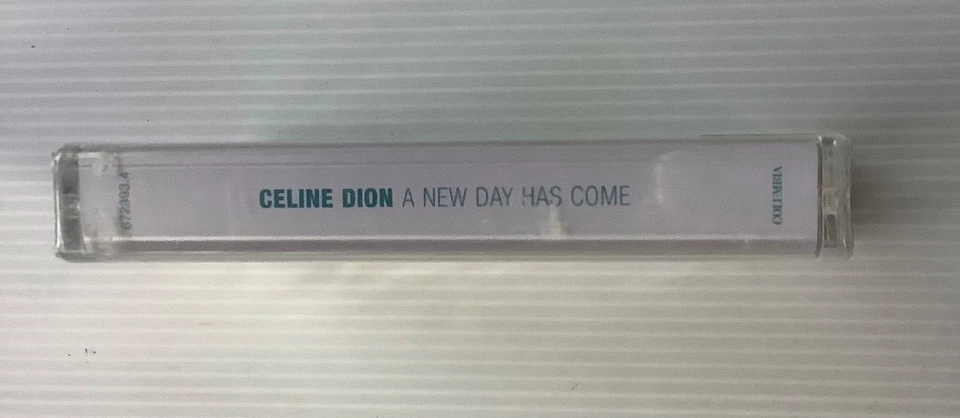 672393.4
CELINE DION A NEW DAY HAS COME
COLUMBIA